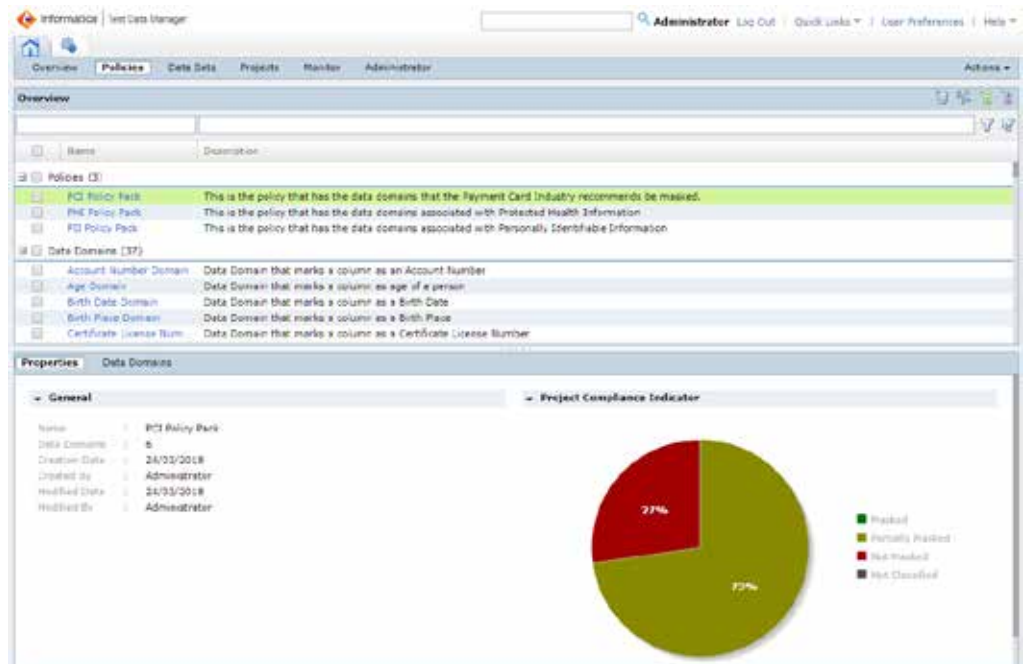 Informatica | Test Data Manager
Administrator Log Out | Quick Links | User Preferences | Help
Overview Policies Data Sets Projects Monitor Administrator Actions
Overview
Name Description
Policies (3)
PCI Policy Pack This is the policy that has the data domains that the Payment Card Industry recommends be masked.
PHI Policy Pack This is the policy that has the data domains associated with Protected Health Information
PII Policy Pack This is the policy that has the data domains associated with Personally Identifiable Information
Data Domains (37)
Account Number Domain Data Domain that marks a column as an Account Number
Age Domain Data Domain that marks a column as age of a person
Birth Date Domain Data Domain that marks a column as a Birth Date
Birth Place Domain Data Domain that marks a column as a Birth Place
Certificate License Num Data Domain that marks a column as a Certificate License Number
Properties Data Domains
General
Project Compliance Indicator
Name : PCI Policy Pack
Data Domains : 6
Creation Date : 24/03/2018
Created By : Administrator
Modified Date : 24/03/2018
Modified By : Administrator
27%
Masked
Partially Masked
Not Masked
Not Classified